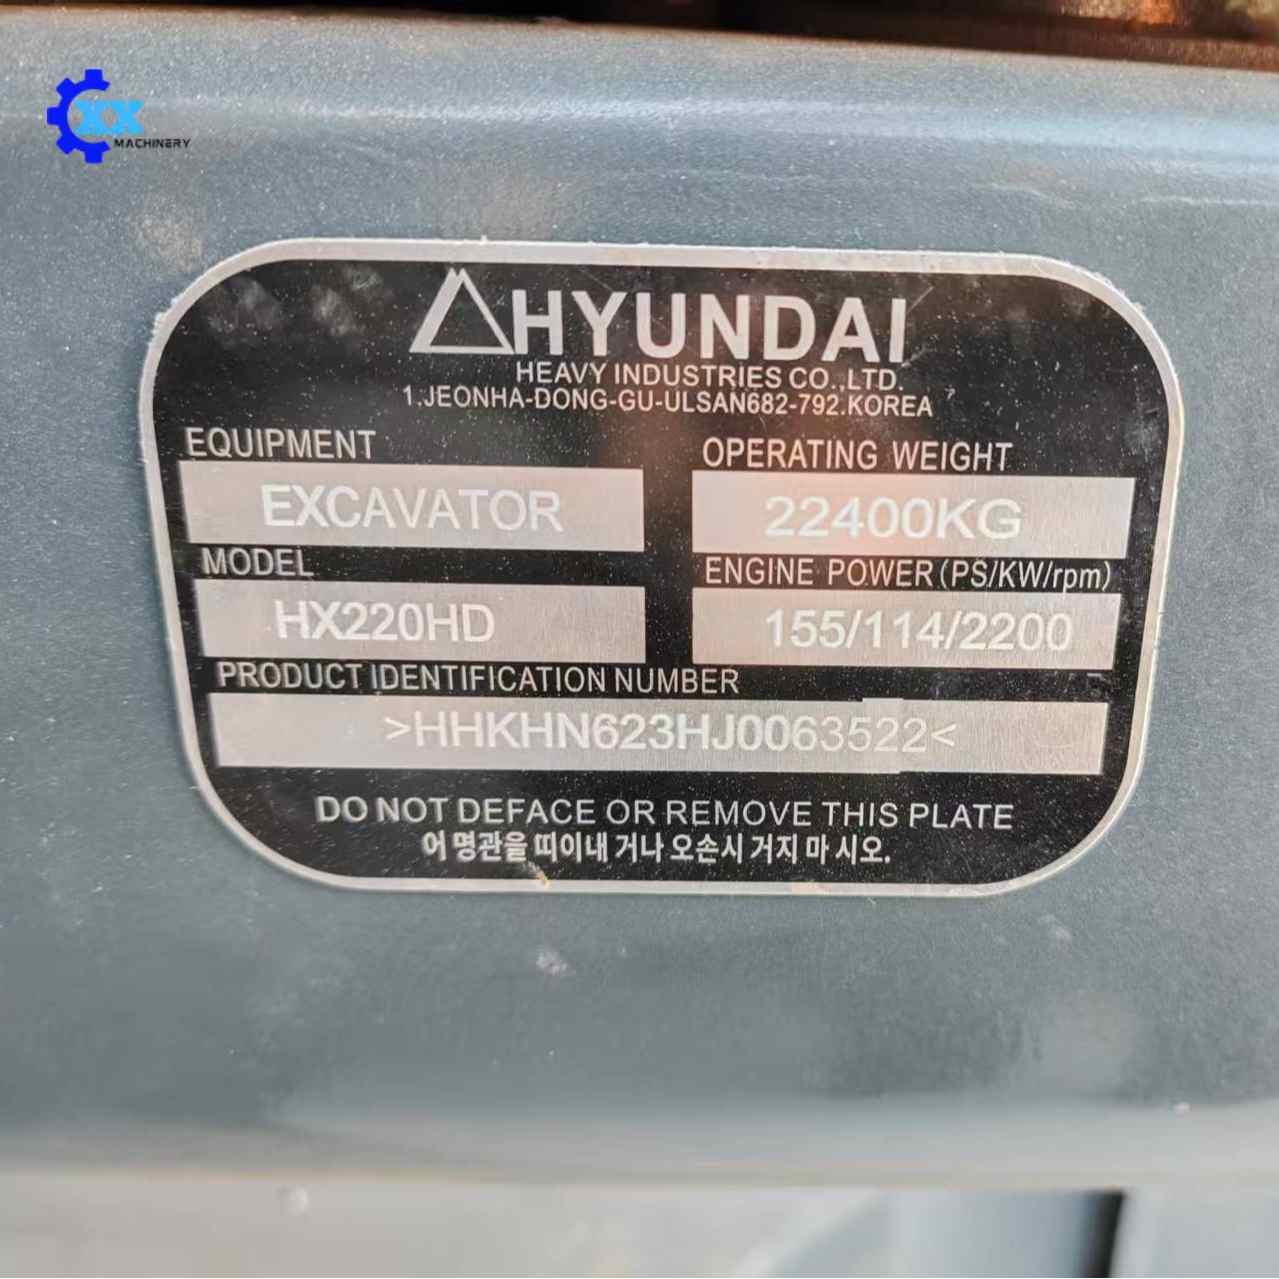 XX
MACHINERY
HYUNDAI
HEAVY INDUSTRIES CO.,LTD.
1.JEONHA-DONG-GU-ULSAN682-792.KOREA
EQUIPMENT
EXCAVATOR
OPERATING WEIGHT
22400KG
MODEL
HX220HD
ENGINE POWER(PS/KW/rpm)
155/114/2200
PRODUCT IDENTIFICATION NUMBER
>HHKHN623HJ0063522<
DO NOT DEFACE OR REMOVE THIS PLATE
어 명관을 띠이내 거나 오손시 거지 마 시오.